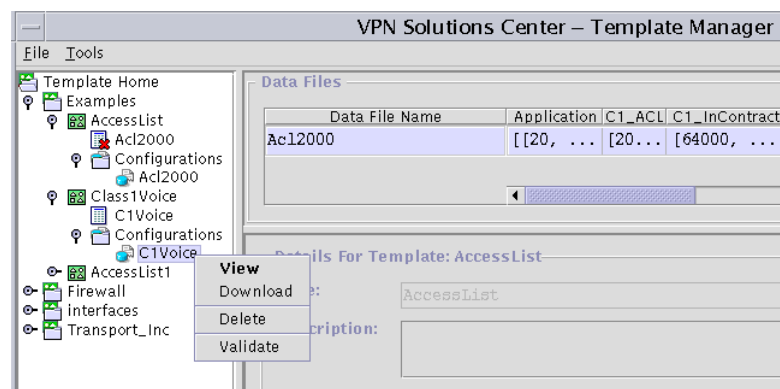 VPN Solutions Center – Template Manager
File Tools
Template Home
Examples
AccessList
Acl2000
Configurations
Acl2000
Class1Voice
C1Voice
Configurations
C1Voice
AccessList1
Firewall
interfaces
Transport_Inc
View
Download
Delete
Validate
Data Files
Data File Name Application C1_ACL C1_InContract
Acl2000 [[20, ... [20... [64000, ...
ils For Template: AccessList
e: AccessList
cription: